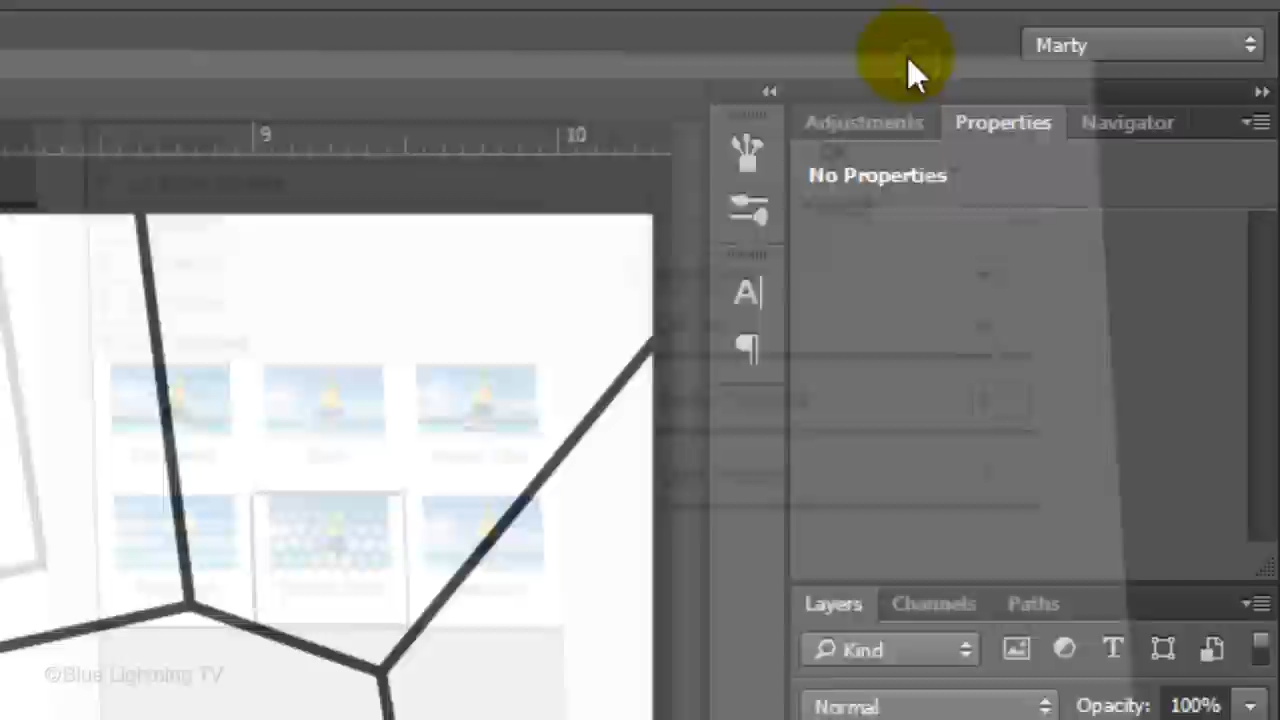 Marty
9
10
Adjustments
Properties
Navigator
No Properties
A
Layers
Channels
Paths
Kind
T
Normal
Opacity:
100%
©Blue Lightning TV